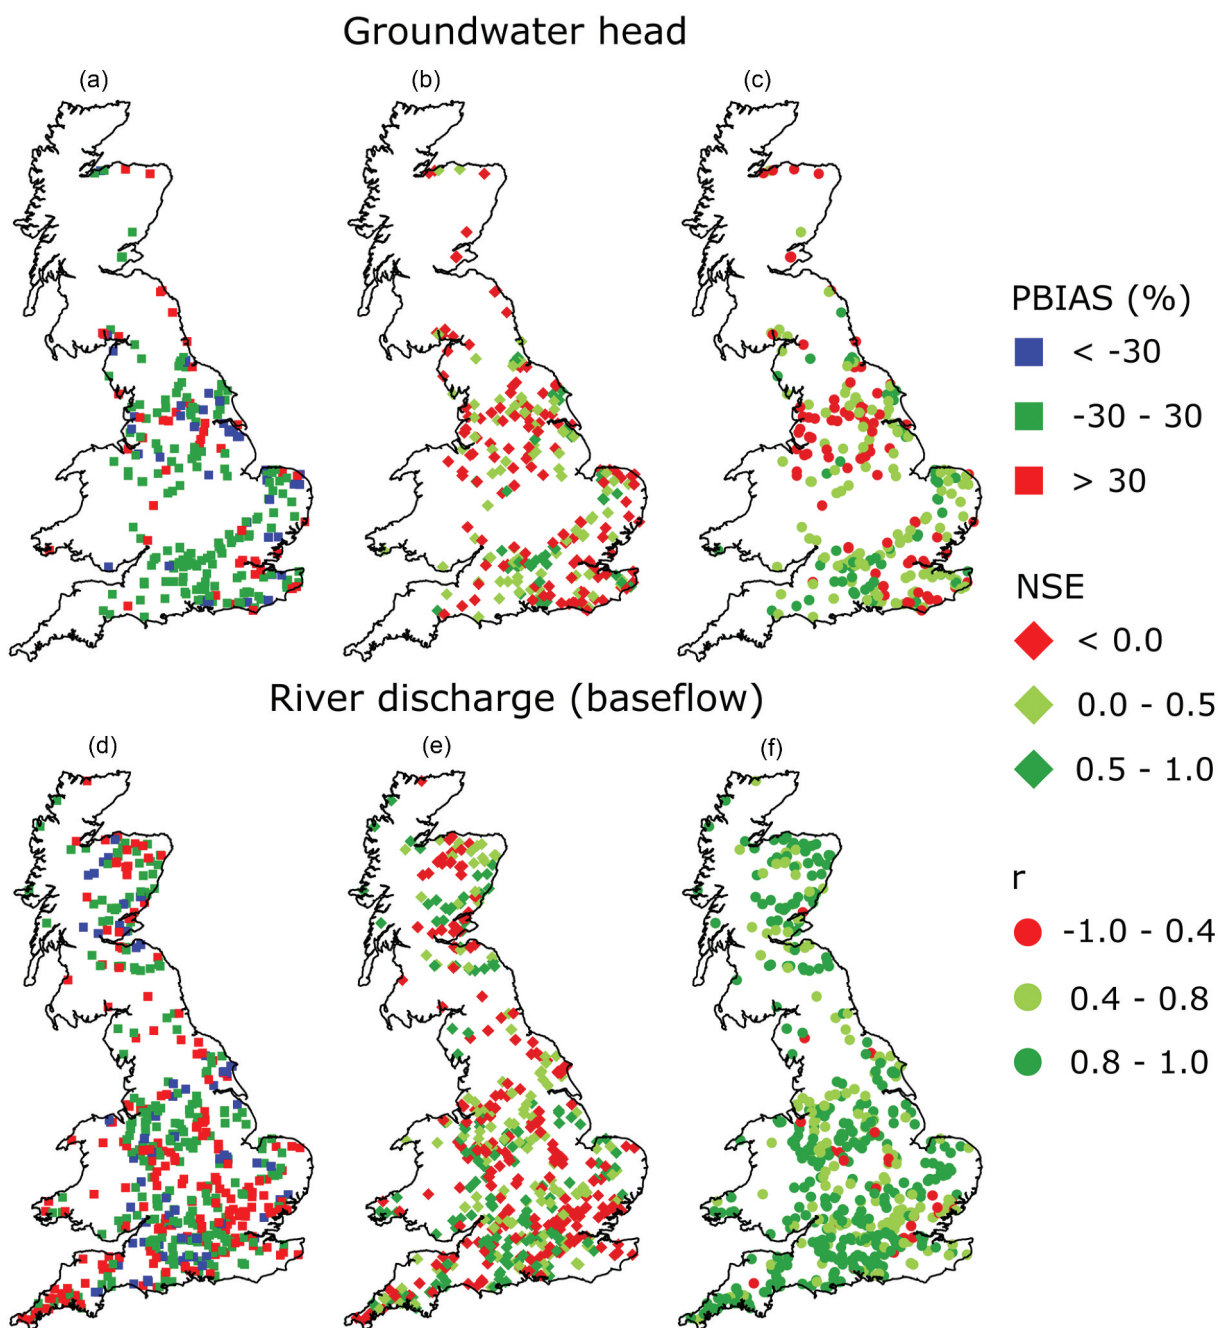 Groundwater head
(a)
(b)
(c)
PBIAS (%)
< -30
-30 - 30
> 30
NSE
< 0.0
0.0 - 0.5
0.5 - 1.0
River discharge (baseflow)
(d)
(e)
(f)
r
-1.0 - 0.4
0.4 - 0.8
0.8 - 1.0